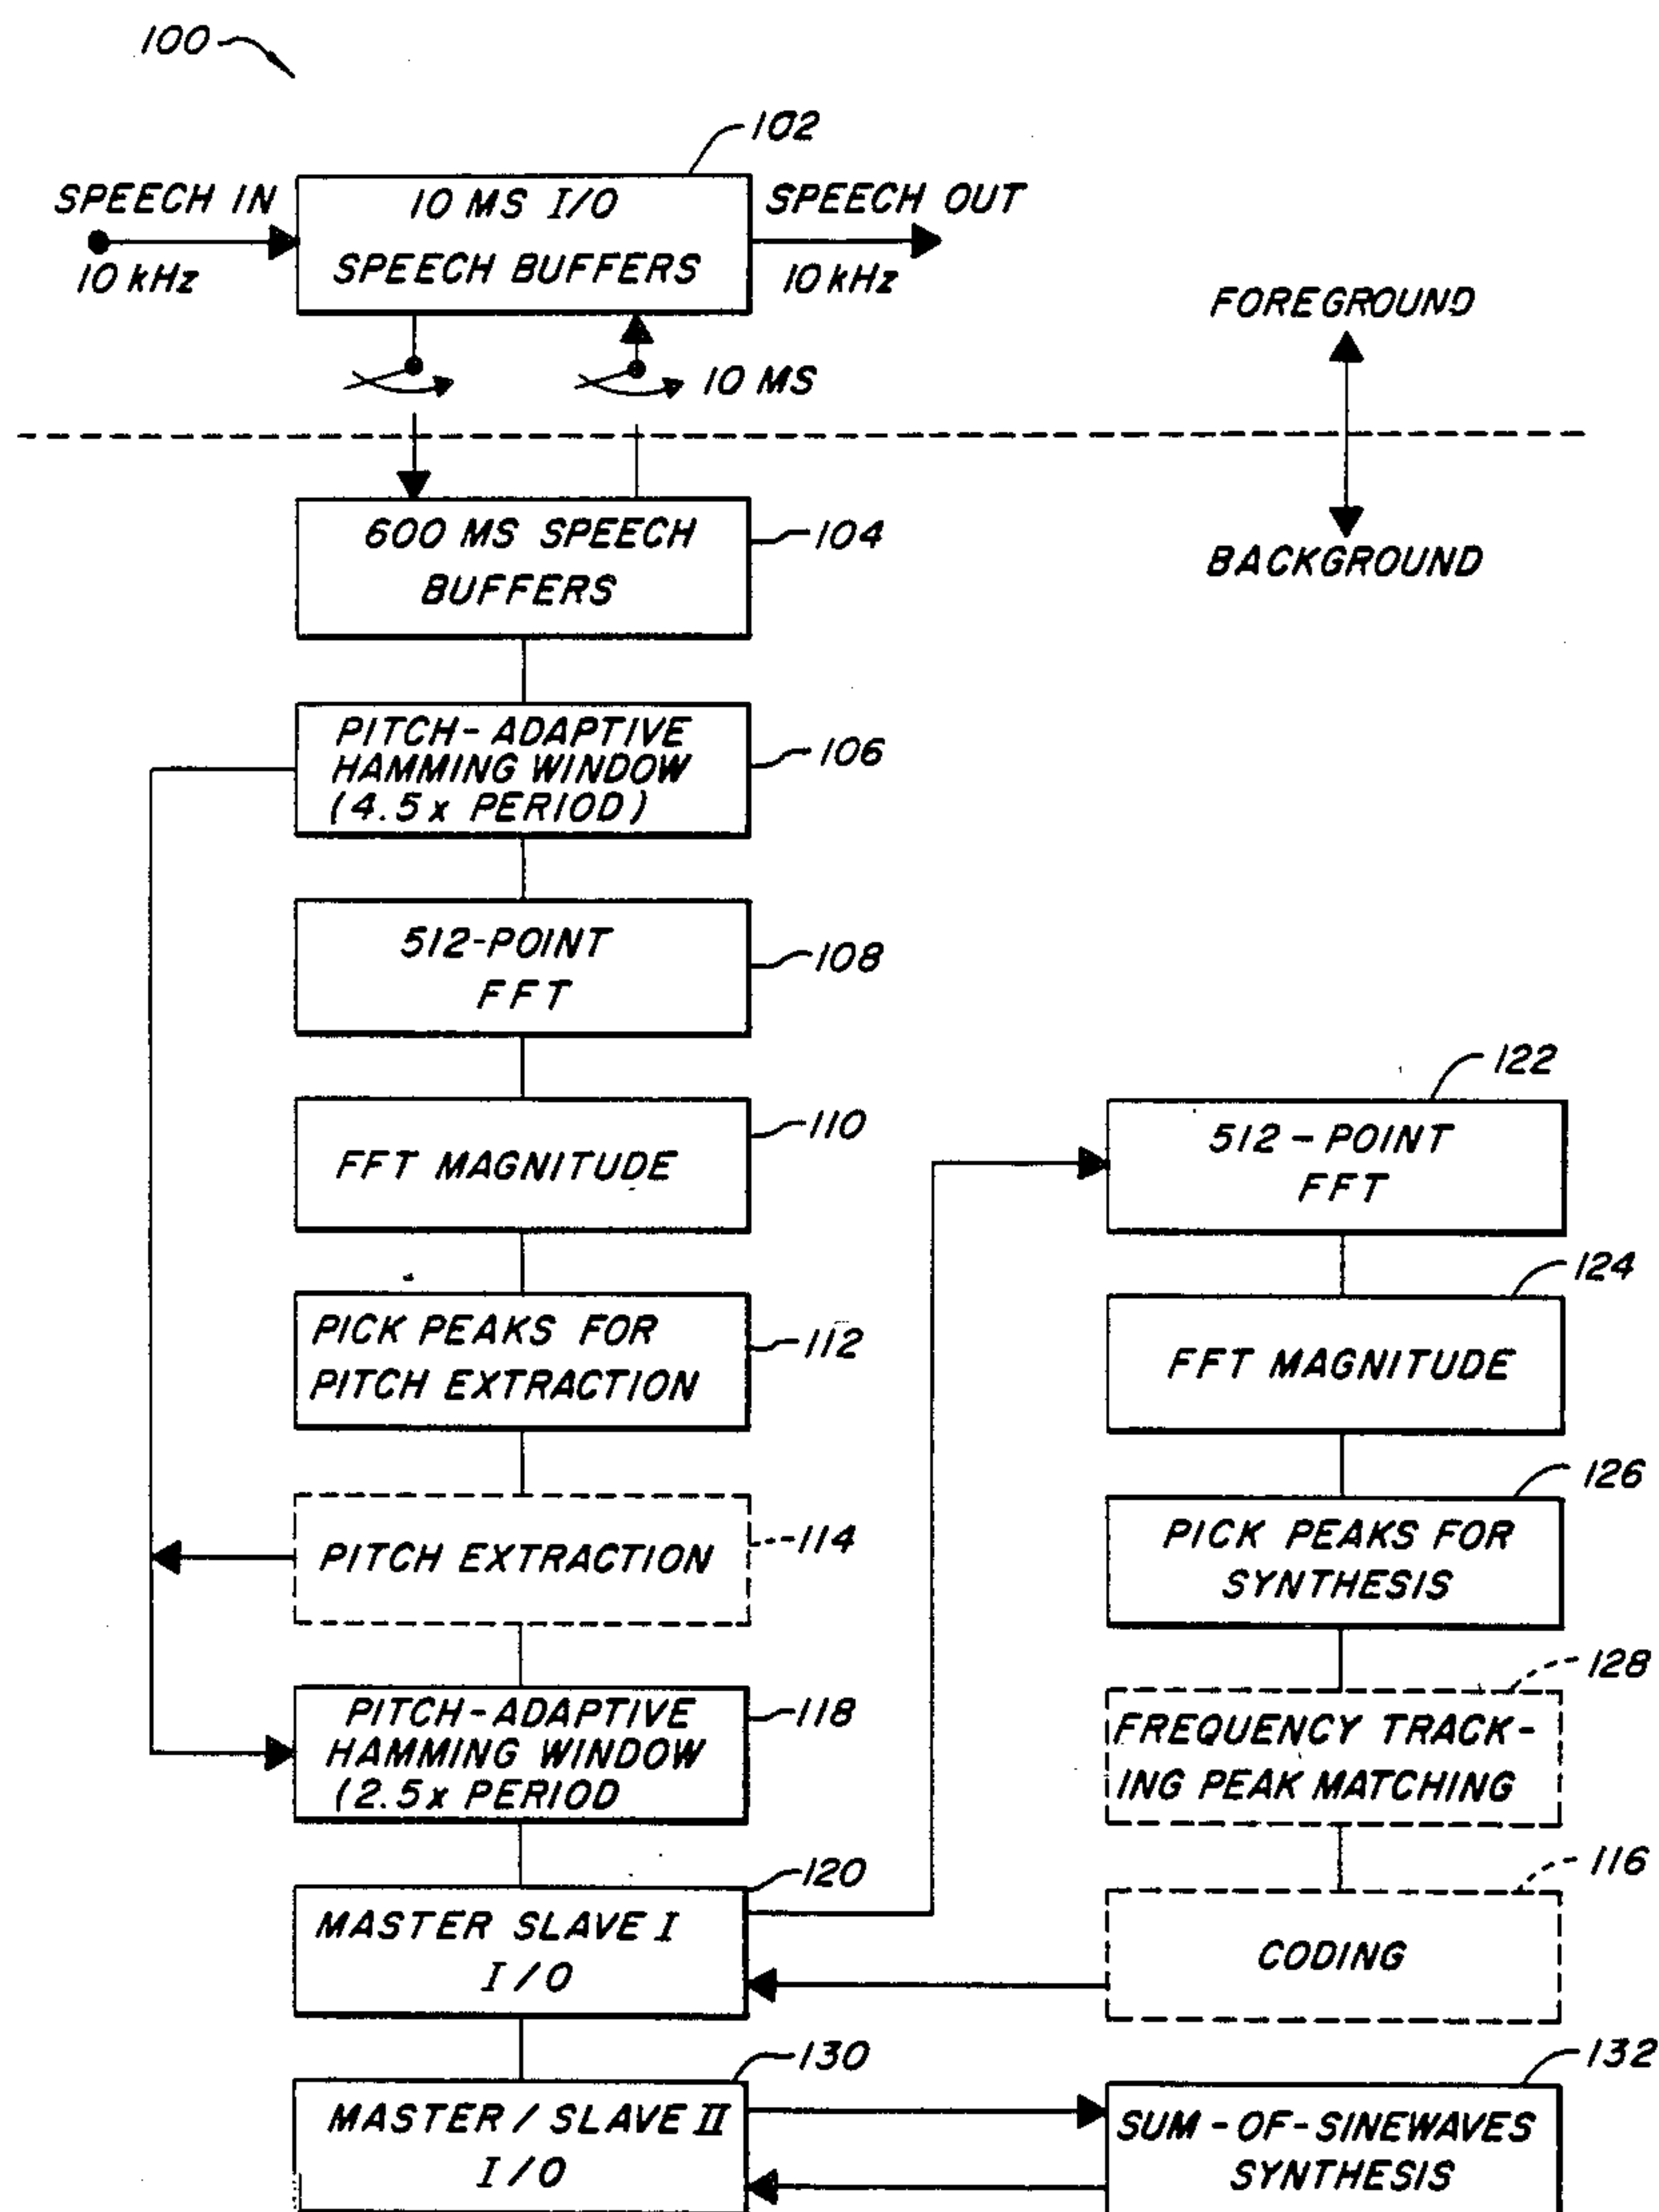 100
102
SPEECH IN
10 kHz
10 MS I/O
SPEECH BUFFERS
SPEECH OUT
10 kHz
10 MS
FOREGROUND
BACKGROUND
600 MS SPEECH
BUFFERS
104
PITCH-ADAPTIVE
HAMMING WINDOW
(4.5x PERIOD)
106
512-POINT
FFT
108
FFT MAGNITUDE
110
PICK PEAKS FOR
PITCH EXTRACTION
112
PITCH EXTRACTION
114
PITCH-ADAPTIVE
HAMMING WINDOW
(2.5x PERIOD
118
MASTER SLAVE I
I/O
120
MASTER / SLAVE II
I/O
130
122
512-POINT
FFT
124
FFT MAGNITUDE
126
PICK PEAKS FOR
SYNTHESIS
128
FREQUENCY TRACK-
ING PEAK MATCHING
116
CODING
132
SUM-OF-SINEWAVES
SYNTHESIS